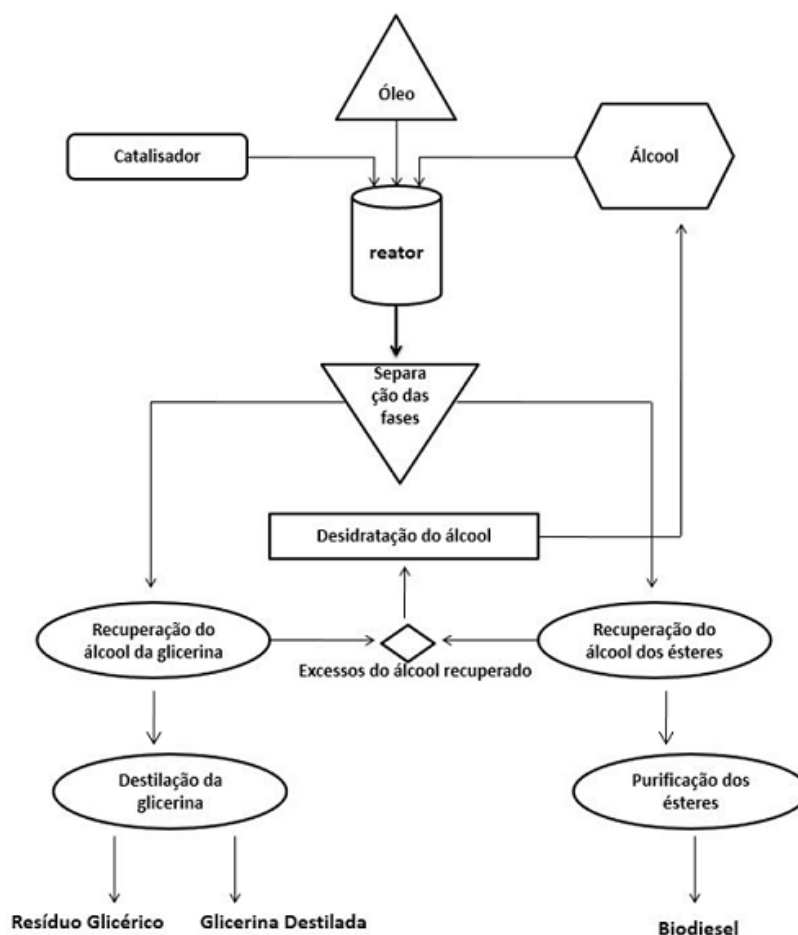 Óleo
Catalisador
Álcool
reator
Separa
ção das
fases
Desidratação do álcool
Recuperação do
álcool da glicerina
Excessos do álcool recuperado
Recuperação do
álcool dos ésteres
Destilação da
glicerina
Purificação dos
ésteres
Resíduo Glicérico
Glicerina Destilada
Biodiesel